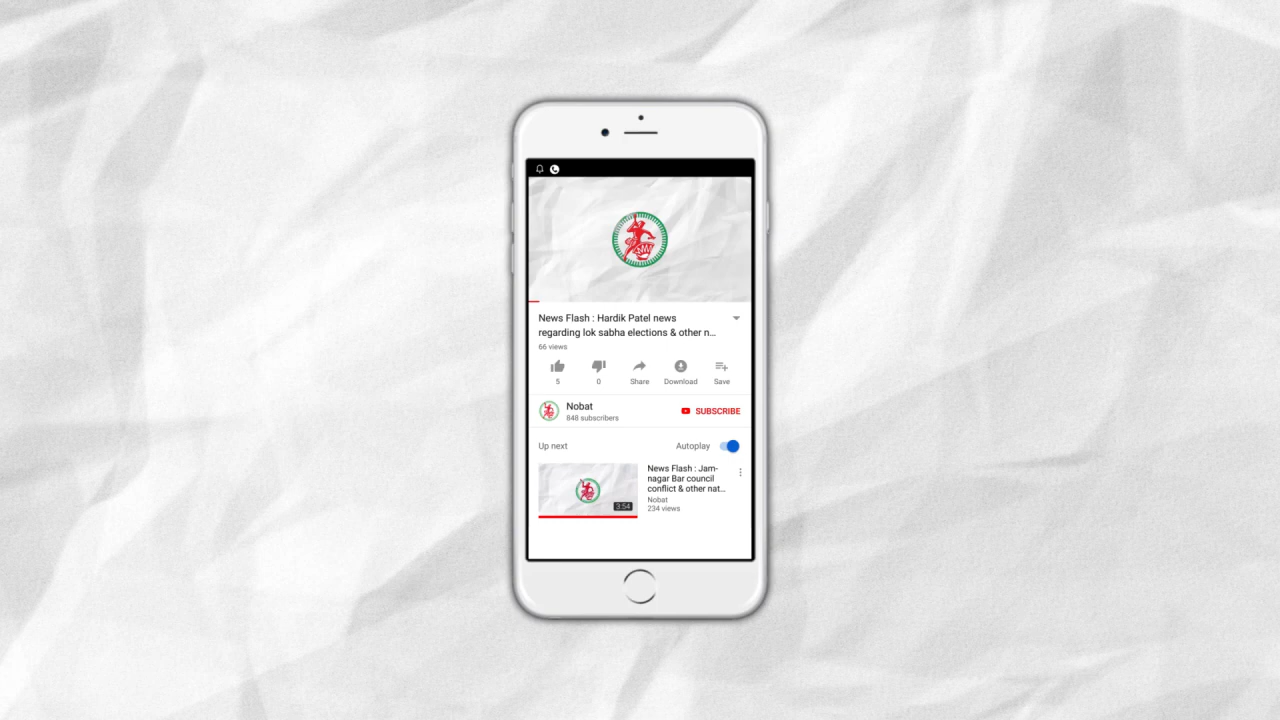 News Flash : Hardik Patel news
regarding lok sabha elections & other n...
66 views
5
0
Share
Download
Save
Nobat
848 subscribers
SUBSCRIBE
Up next
Autoplay
3:54
News Flash : Jam-
nagar Bar council
conflict & other nat...
Nobat
234 views